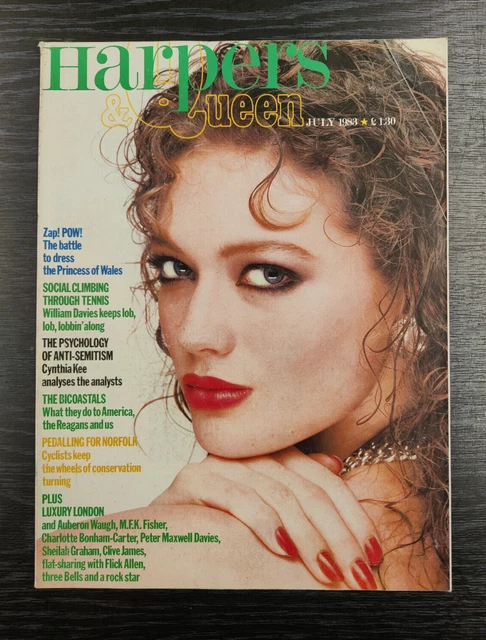 Harpers
& Queen
JULY 1983 ★ £1.30
Zap! POW!
The battle
to dress
the Princess of Wales
SOCIAL CLIMBING
THROUGH TENNIS
William Davies keeps lob,
lob, lobbin' along
THE PSYCHOLOGY
OF ANTI-SEMITISM
Cynthia Kee
analyses the analysts
THE BICOASTALS
What they do to America,
the Reagans and us
PEDALLING FOR NORFOLK
Cyclists keep
the wheels of conservation
turning
PLUS
LUXURY LONDON
and Auberon Waugh, M.F.K. Fisher,
Charlotte Bonham-Carter, Peter Maxwell Davies,
Sheilah Graham, Clive James,
flat-sharing with Flick Allen,
three Bells and a rock star